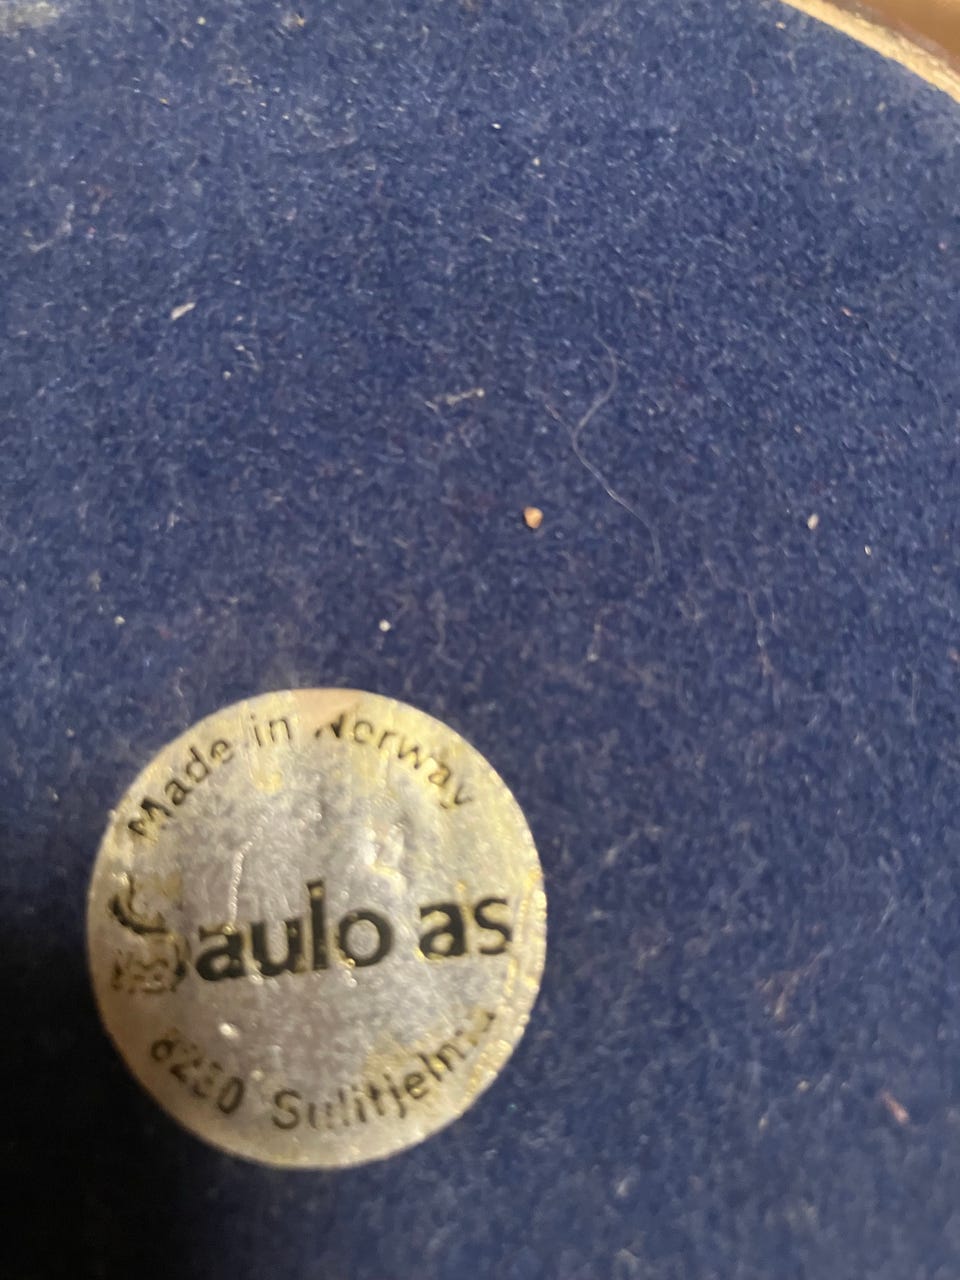 Made in Norway
Saulo as
8230 Sulitjelma